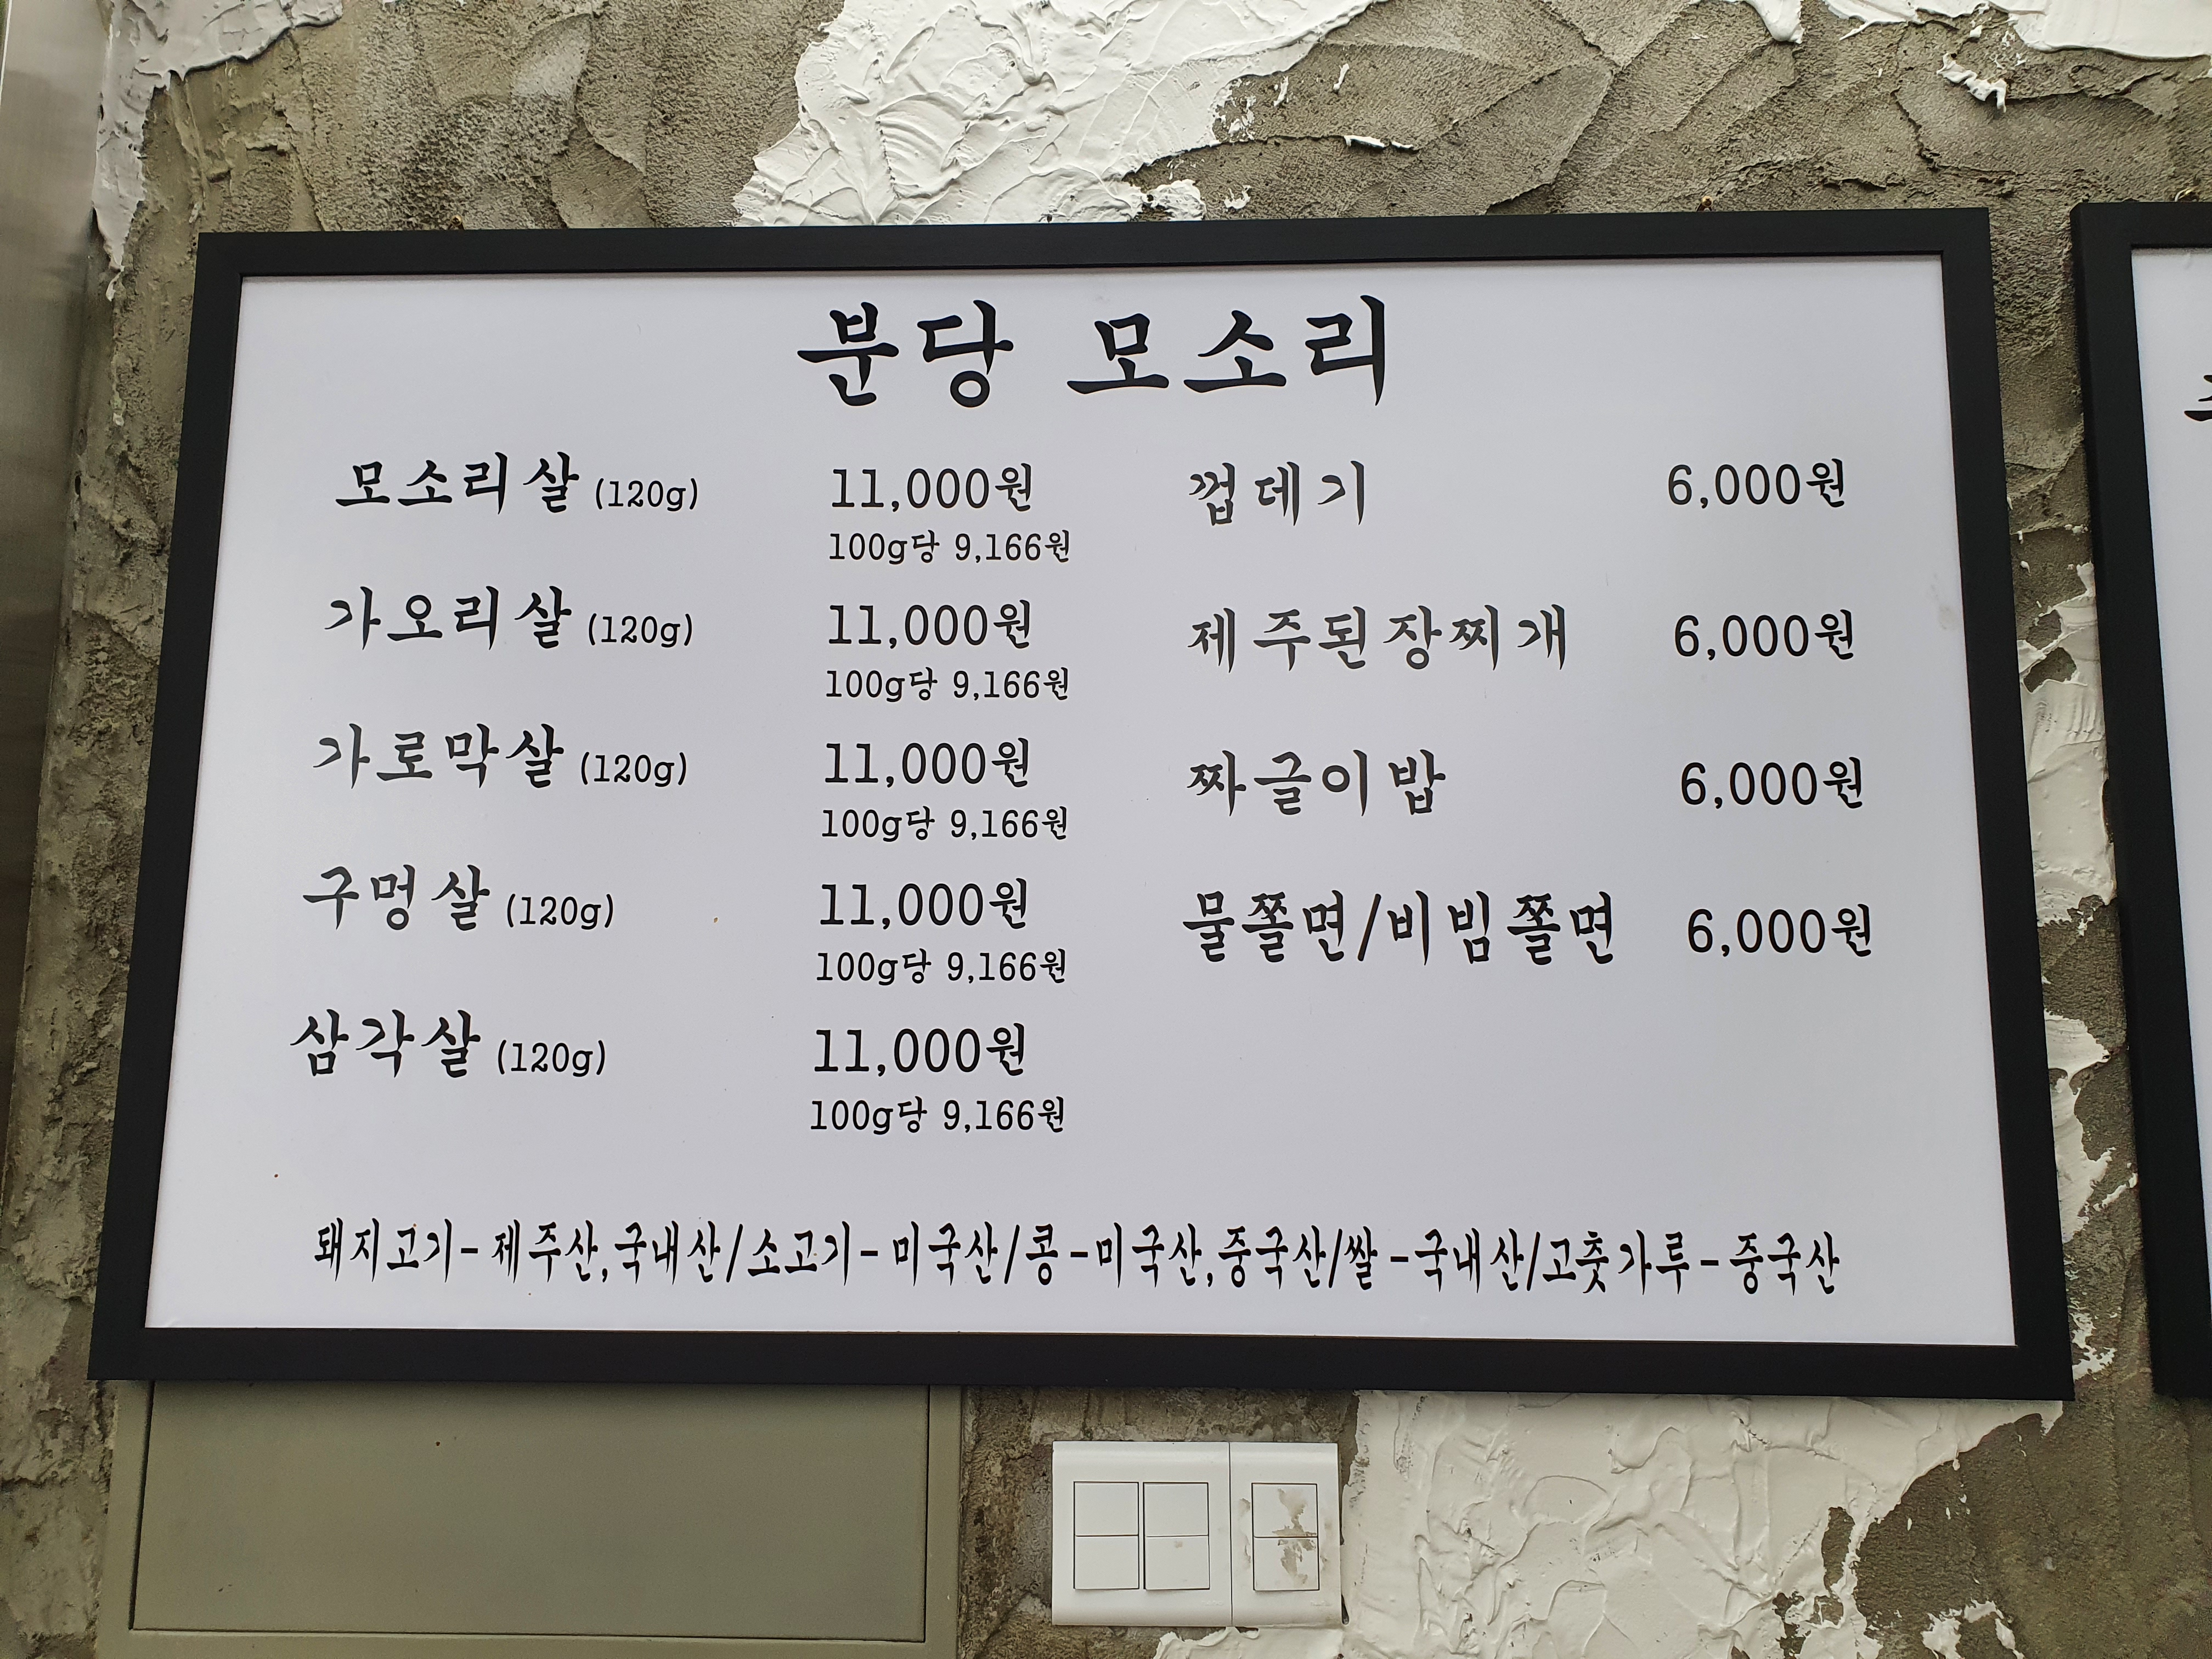 분당 모소리
모소리살 (120g) 11,000원
100g당 9,166원
가오리살 (120g) 11,000원
100g당 9,166원
가로막살 (120g) 11,000원
100g당 9,166원
구멍살 (120g) 11,000원
100g당 9,166원
삼각살 (120g) 11,000원
100g당 9,166원
껍데기 6,000원
제주된장찌개 6,000원
짜글이밥 6,000원
물쫄면/비빔쫄면 6,000원
돼지고기-제주산,국내산/소고기-미국산/콩-미국산,중국산/쌀-국내산/고춧가루-중국산